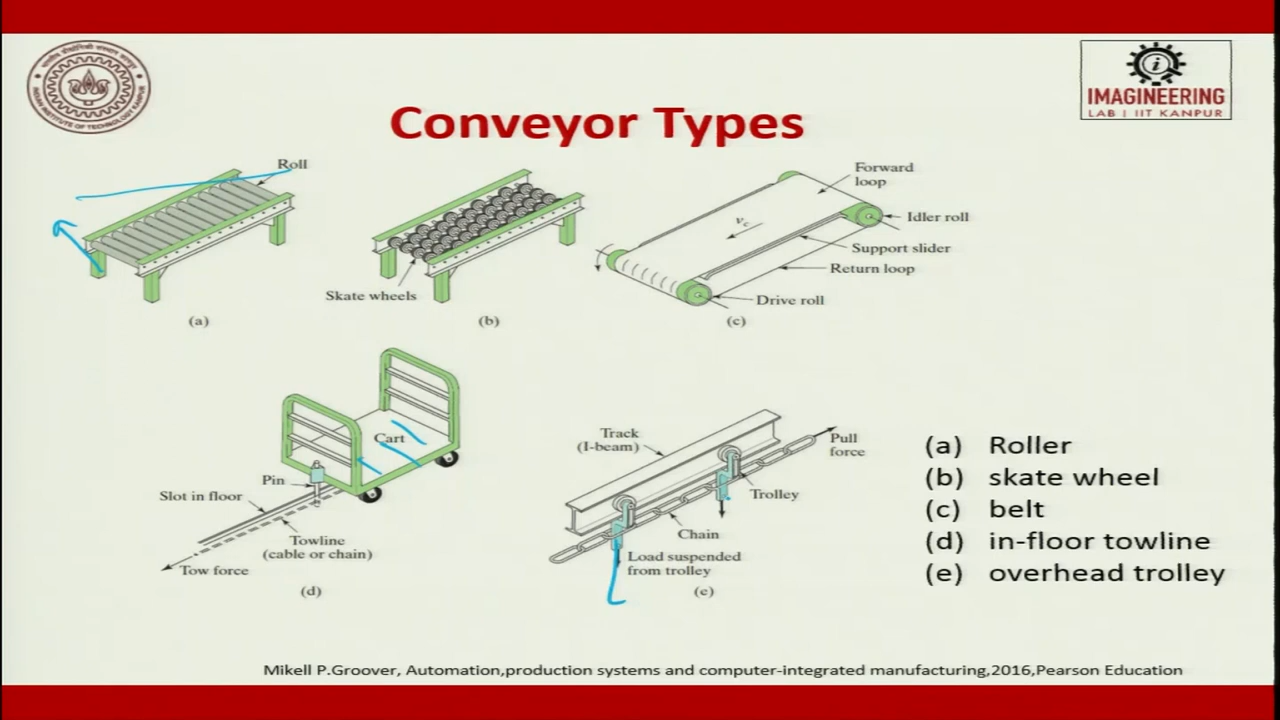 IMAGINEERING
LAB | IIT KANPUR
Conveyor Types
Roll
(a)
Skate wheels
(b)
Forward
loop
Idler roll
Support slider
Return loop
Drive roll
v_c
(c)
Cart
Pin
Slot in floor
Towline
(cable or chain)
Tow force
(d)
Track
(I-beam)
Pull
force
Trolley
Chain
Load suspended
from trolley
(e)
(a) Roller
(b) skate wheel
(c) belt
(d) in-floor towline
(e) overhead trolley
Mikell P.Groover, Automation,production systems and computer-integrated manufacturing,2016,Pearson Education